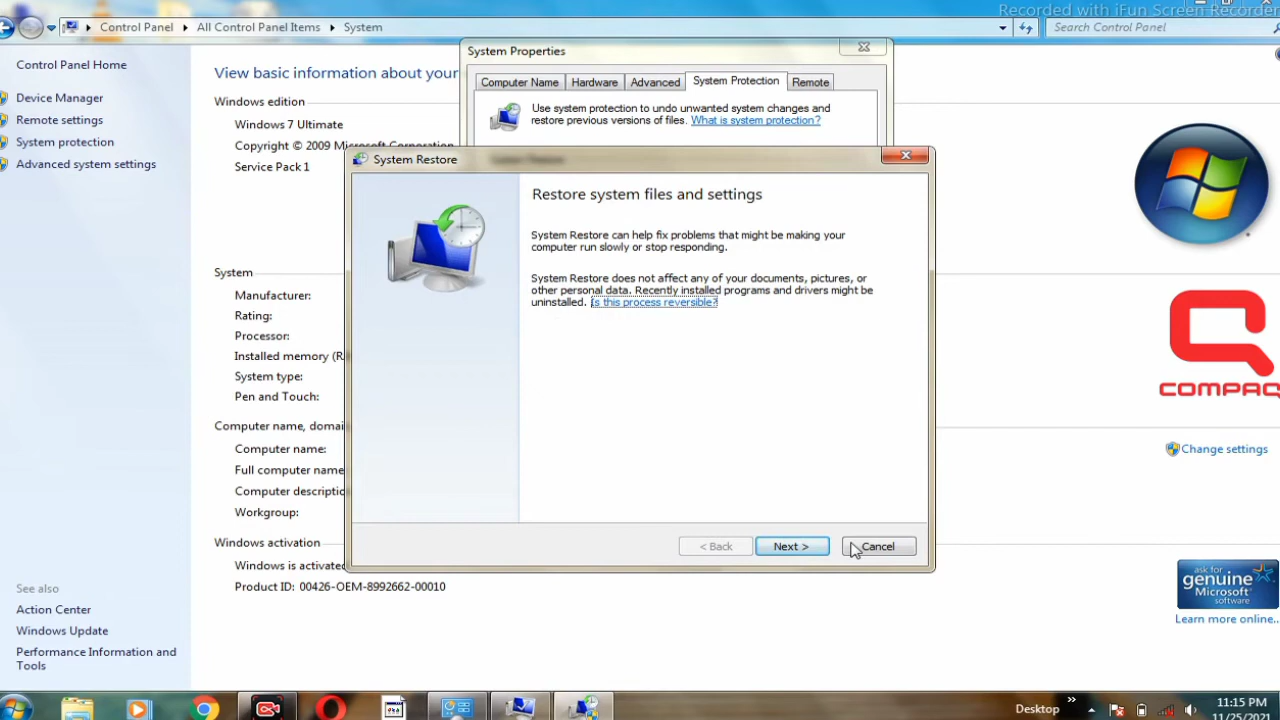 Recorded with iFun Screen Recorder
Control Panel
All Control Panel Items
System
Search Control Panel
Control Panel Home
Device Manager
Remote settings
System protection
Advanced system settings
View basic information about your
Windows edition
Windows 7 Ultimate
Copyright © 2009 Microsoft Corporation
Service Pack 1
System
Manufacturer:
Rating:
Processor:
Installed memory (R
System type:
Pen and Touch:
Computer name, domai
Computer name:
Full computer name
Computer descriptio
Workgroup:
Windows activation
Windows is activate
Product ID: 00426-OEM-8992662-00010
System Properties
Computer Name
Hardware
Advanced
System Protection
Remote
Use system protection to undo unwanted system changes and
restore previous versions of files. What is system protection?
System Restore
System Restore
Restore system files and settings
System Restore can help fix problems that might be making your
computer run slowly or stop responding.
System Restore does not affect any of your documents, pictures, or
other personal data. Recently installed programs and drivers might be
uninstalled. Is this process reversible?
< Back
Next >
Cancel
COMPAQ
Change settings
ask for
genuine
Microsoft
software
Learn more online..
See also
Action Center
Windows Update
Performance Information and
Tools
Desktop
»
11:15 PM